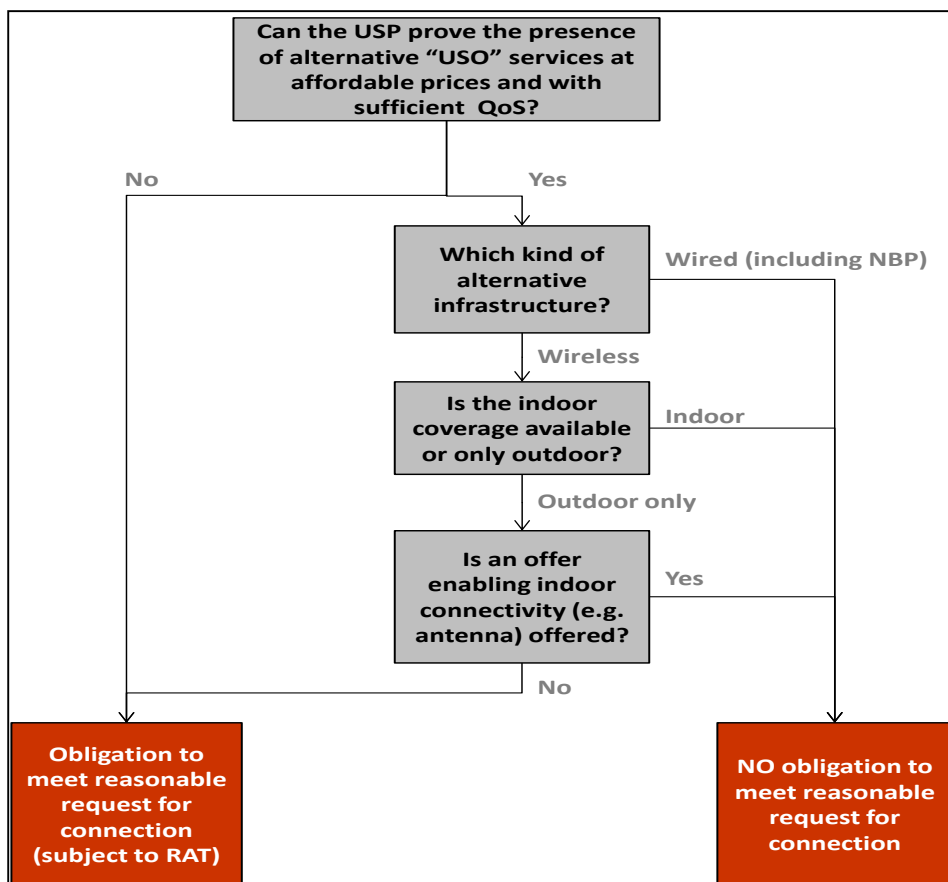 Can the USP prove the presence
of alternative “USO” services at
affordable prices and with
sufficient QoS?
No
Yes
Which kind of
alternative
infrastructure?
Wired (including NBP)
Wireless
Is the indoor
coverage available
or only outdoor?
Indoor
Outdoor only
Is an offer
enabling indoor
connectivity (e.g.
antenna) offered?
Yes
No
Obligation to
meet reasonable
request for
connection
(subject to RAT)
NO obligation to
meet reasonable
request for
connection